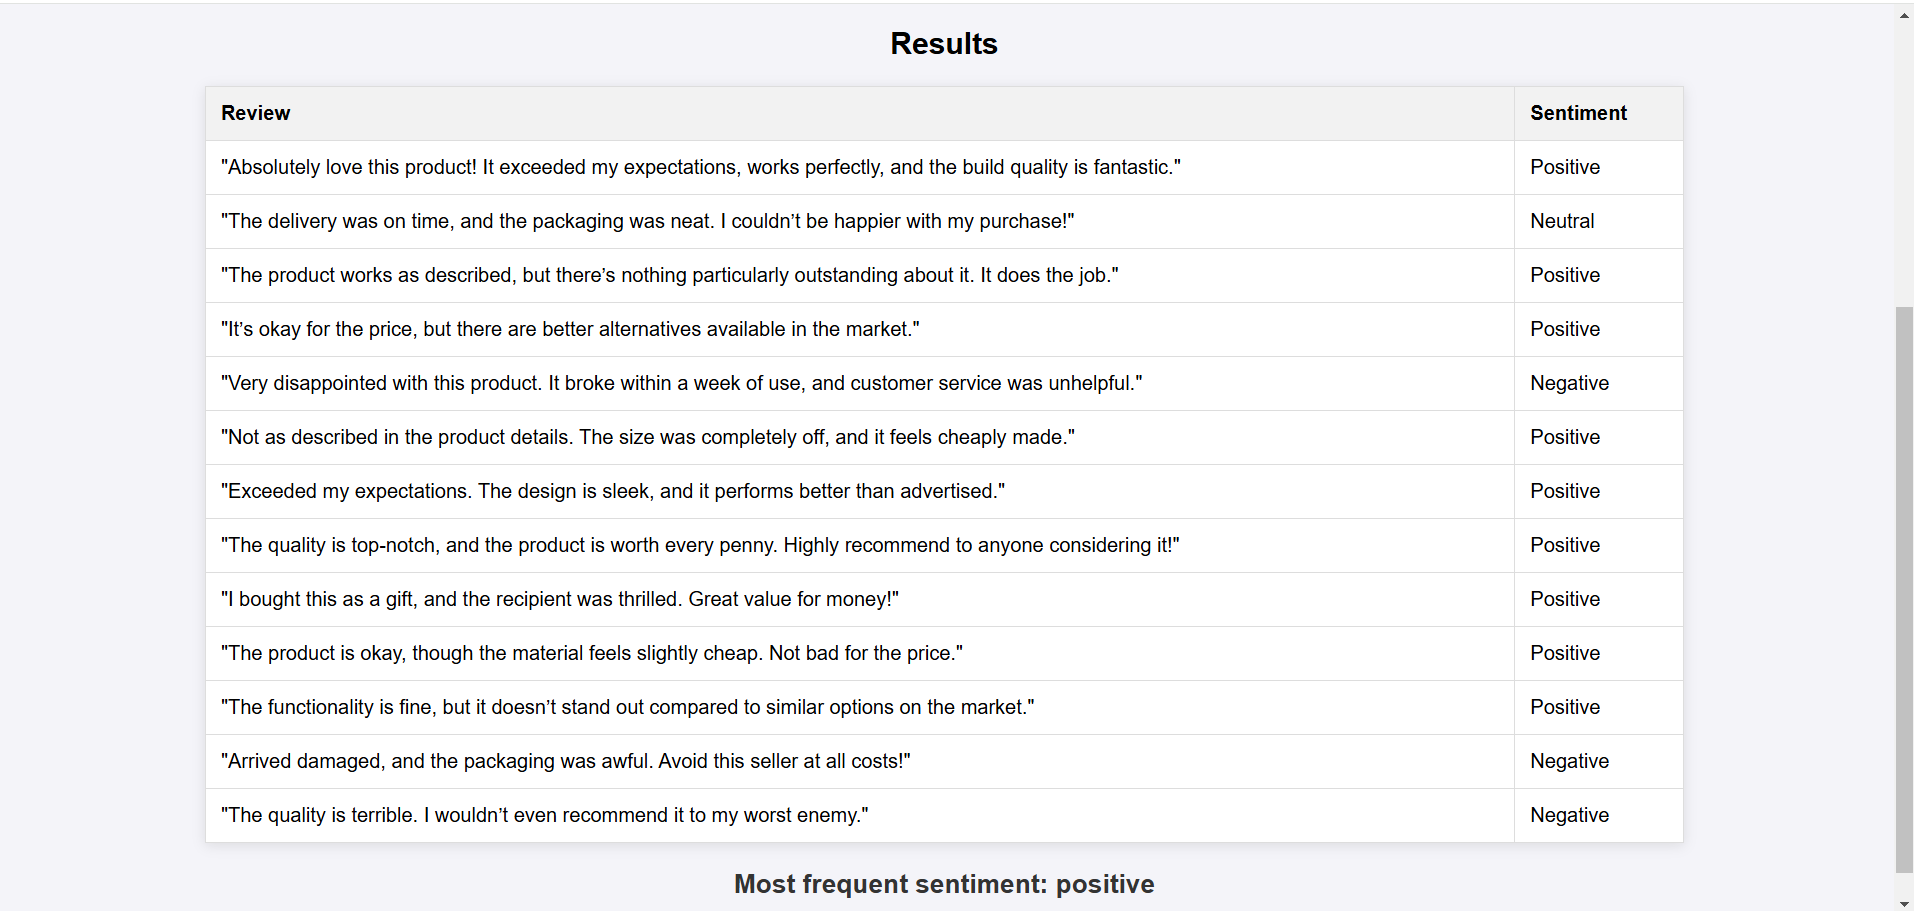 Results
Review Sentiment
"Absolutely love this product! It exceeded my expectations, works perfectly, and the build quality is fantastic." Positive
"The delivery was on time, and the packaging was neat. I couldn’t be happier with my purchase!" Neutral
"The product works as described, but there’s nothing particularly outstanding about it. It does the job." Positive
"It’s okay for the price, but there are better alternatives available in the market." Positive
"Very disappointed with this product. It broke within a week of use, and customer service was unhelpful." Negative
"Not as described in the product details. The size was completely off, and it feels cheaply made." Positive
"Exceeded my expectations. The design is sleek, and it performs better than advertised." Positive
"The quality is top-notch, and the product is worth every penny. Highly recommend to anyone considering it!" Positive
"I bought this as a gift, and the recipient was thrilled. Great value for money!" Positive
"The product is okay, though the material feels slightly cheap. Not bad for the price." Positive
"The functionality is fine, but it doesn’t stand out compared to similar options on the market." Positive
"Arrived damaged, and the packaging was awful. Avoid this seller at all costs!" Negative
"The quality is terrible. I wouldn’t even recommend it to my worst enemy." Negative
Most frequent sentiment: positive